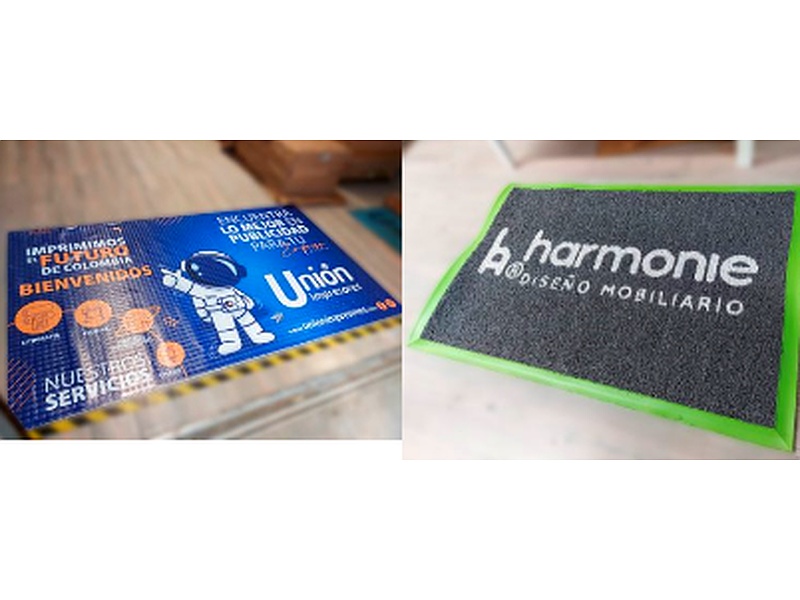 IMPRIMIMOS
EL FUTURO
DE COLOMBIA
BIENVENIDOS
NUESTROS
SERVICIOS
ENCUENTRA
LO MEJOR EN
PUBLICIDAD
PARA TU
Unión
Impresores
harmonie
® DISEÑO MOBILIARIO